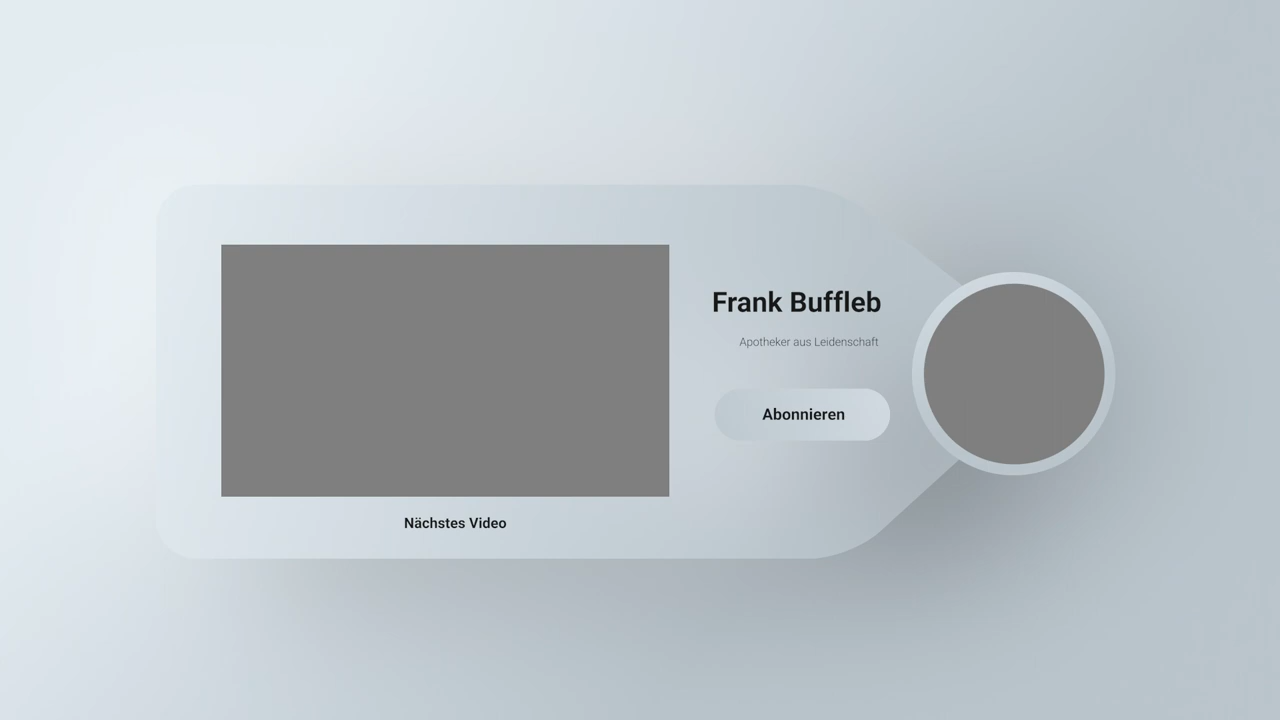 Frank Buffleb
Apotheker aus Leidenschaft
Abonnieren
Nächstes Video